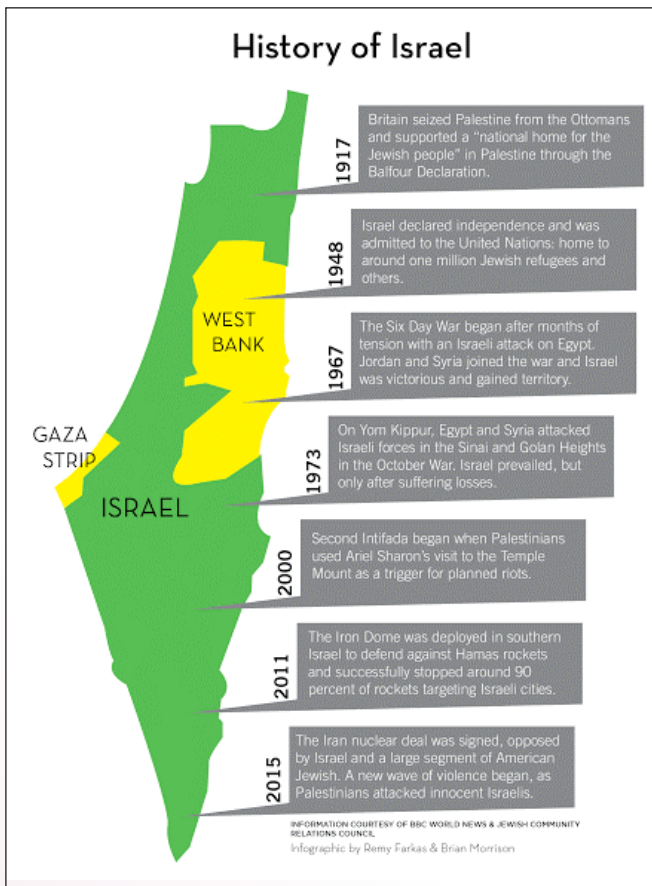 History of Israel
1917
Britain seized Palestine from the Ottomans
and supported a “national home for the
Jewish people” in Palestine through the
Balfour Declaration.
1948
Israel declared independence and was
admitted to the United Nations: home to
around one million Jewish refugees and
others.
WEST
BANK
1967
The Six Day War began after months of
tension with an Israeli attack on Egypt.
Jordan and Syria joined the war and Israel
was victorious and gained territory.
GAZA
STRIP
ISRAEL
1973
On Yom Kippur, Egypt and Syria attacked
Israeli forces in the Sinai and Golan Heights
in the October War. Israel prevailed, but
only after suffering losses.
2000
Second Intifada began when Palestinians
used Ariel Sharon’s visit to the Temple
Mount as a trigger for planned riots.
2011
The Iron Dome was deployed in southern
Israel to defend against Hamas rockets
and successfully stopped around 90
percent of rockets targeting Israeli cities.
2015
The Iran nuclear deal was signed, opposed
by Israel and a large segment of American
Jewish. A new wave of violence began, as
Palestinians attacked innocent Israelis.
INFORMATION COURTESY OF BBC WORLD NEWS & JEWISH COMMUNITY
RELATIONS COUNCIL
Infographic by Remy Farkas & Brian Morrison